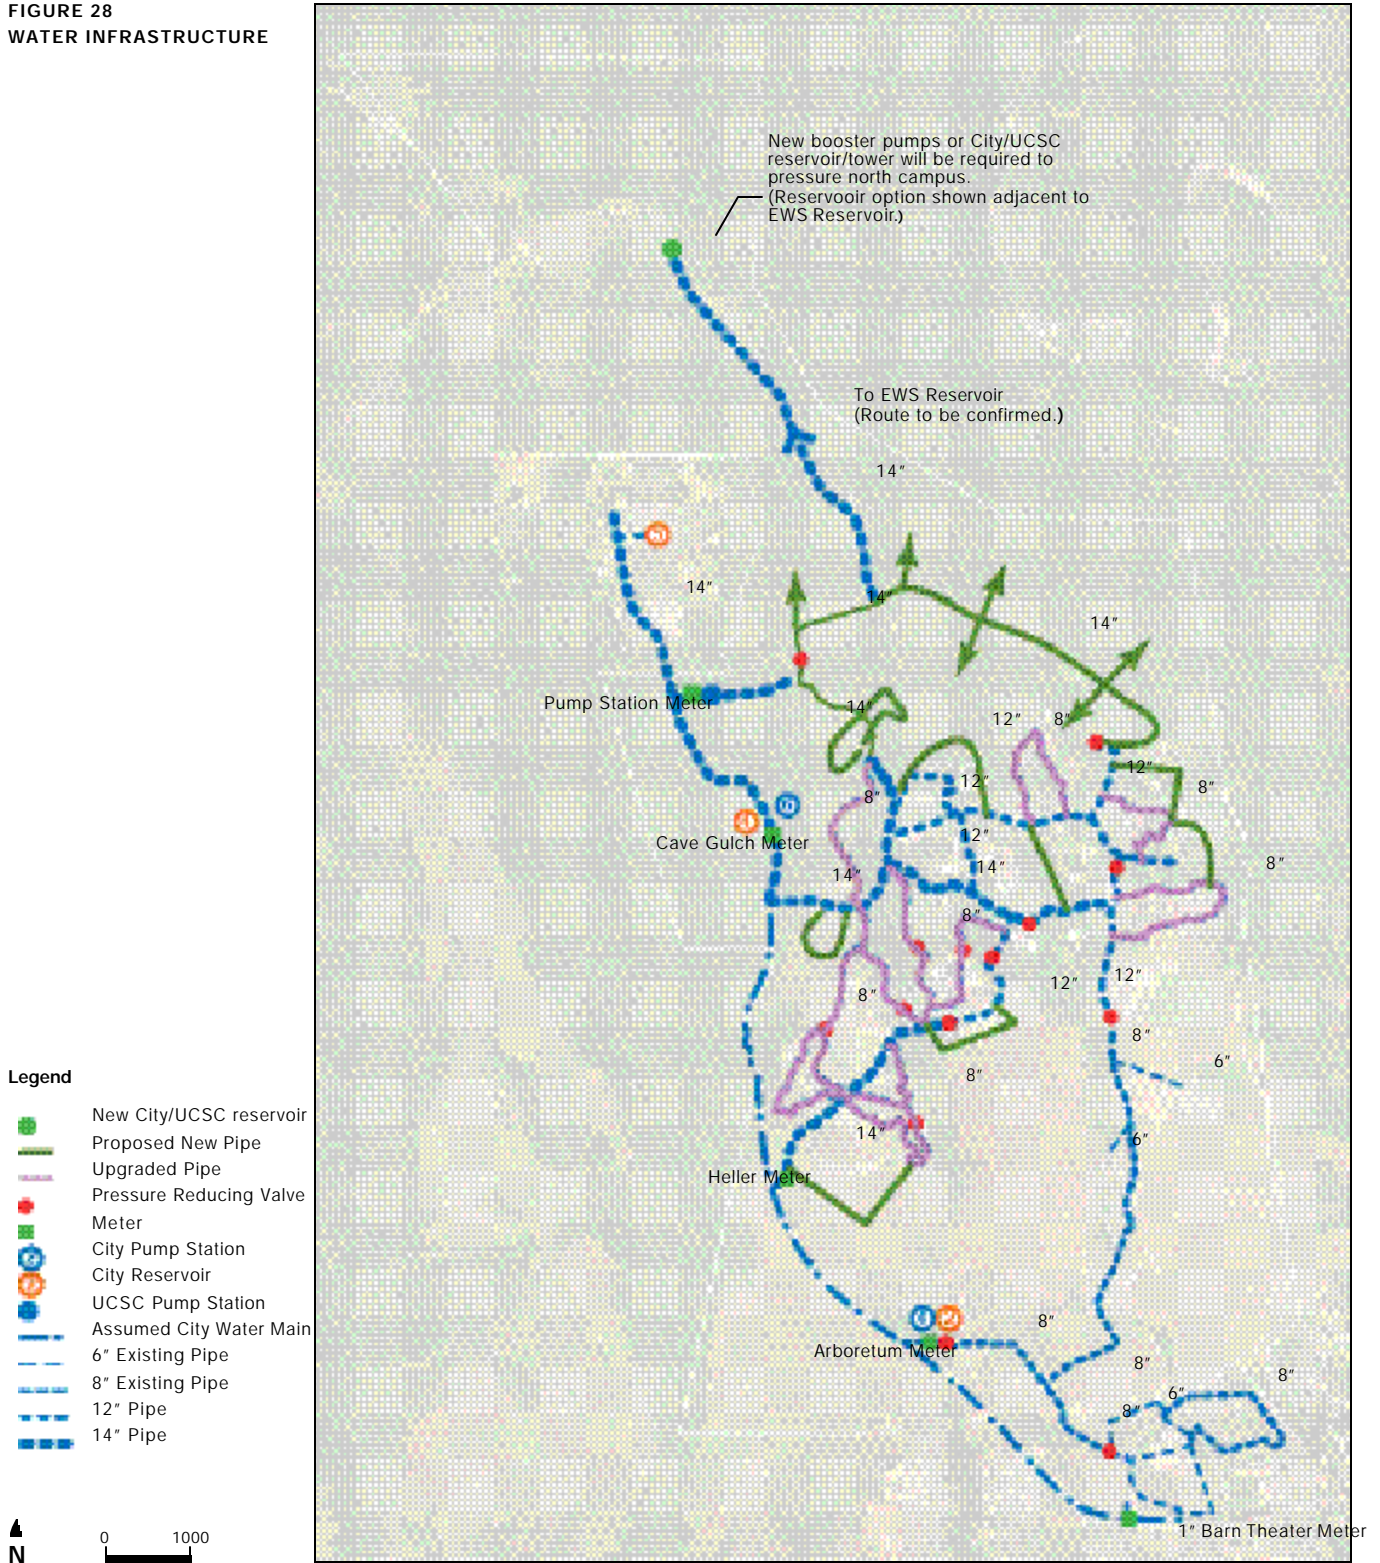 FIGURE 28
WATER INFRASTRUCTURE
New booster pumps or City/UCSC
reservoir/tower will be required to
pressure north campus.
(Reservooir option shown adjacent to
EWS Reservoir.)
To EWS Reservoir
(Route to be confirmed.)
14"
14"
14"
14"
Pump Station Meter
14"
12"
8"
12"
8"
12"
8"
Cave Gulch Meter
12"
14"
14"
8"
8"
8"
12"
12"
8"
8"
6"
14"
6"
Heller Meter
8"
Arboretum Meter
8"
8"
6"
8"
1" Barn Theater Meter
Legend
New City/UCSC reservoir
Proposed New Pipe
Upgraded Pipe
Pressure Reducing Valve
Meter
City Pump Station
City Reservoir
UCSC Pump Station
Assumed City Water Main
6" Existing Pipe
8" Existing Pipe
12" Pipe
14" Pipe
0 1000
N